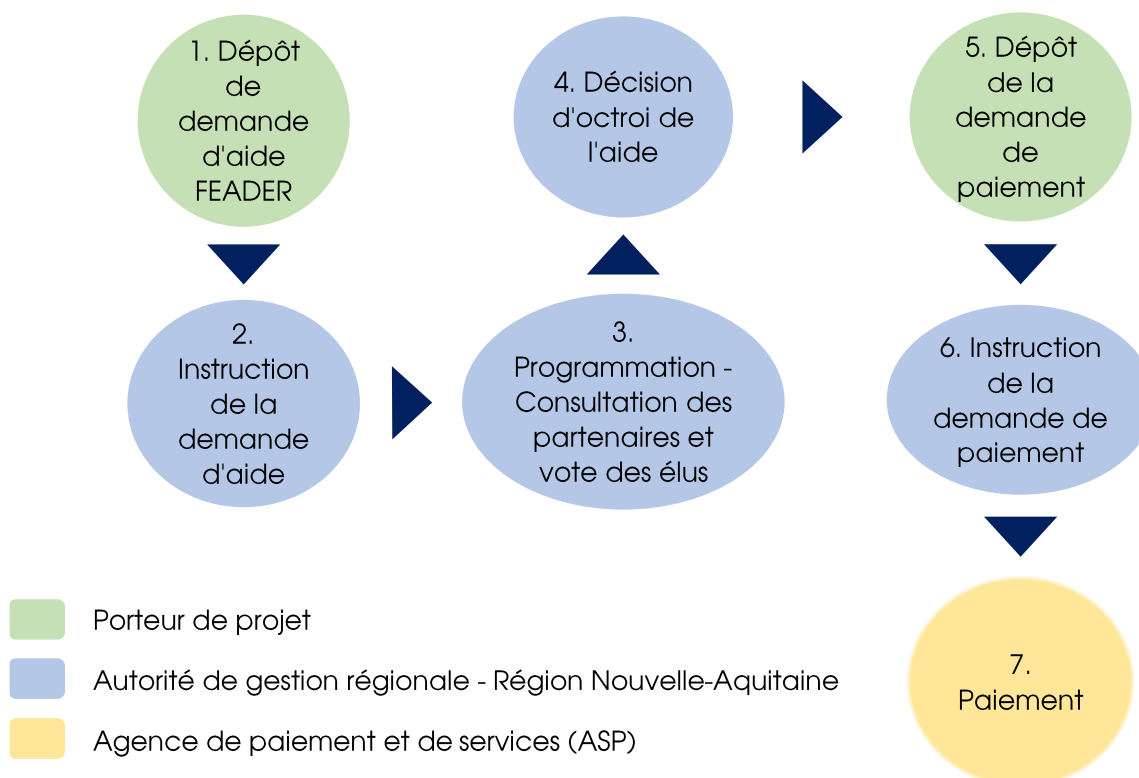 1. Dépôt
de
demande
d'aide
FEADER
2.
Instruction
de la
demande
d'aide
3.
Programmation -
Consultation des
partenaires et
vote des élus
4. Décision
d'octroi de
l'aide
5. Dépôt
de la
demande
de
paiement
6. Instruction
de la
demande de
paiement
7.
Paiement
Porteur de projet
Autorité de gestion régionale - Région Nouvelle-Aquitaine
Agence de paiement et de services (ASP)